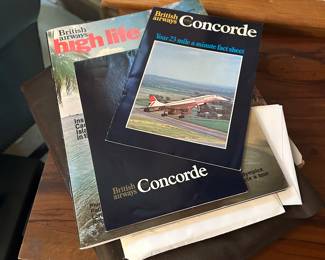 British
airways
high life
British
airways
Concorde
Your 23 mile a minute fact sheet
British
airways
Concorde